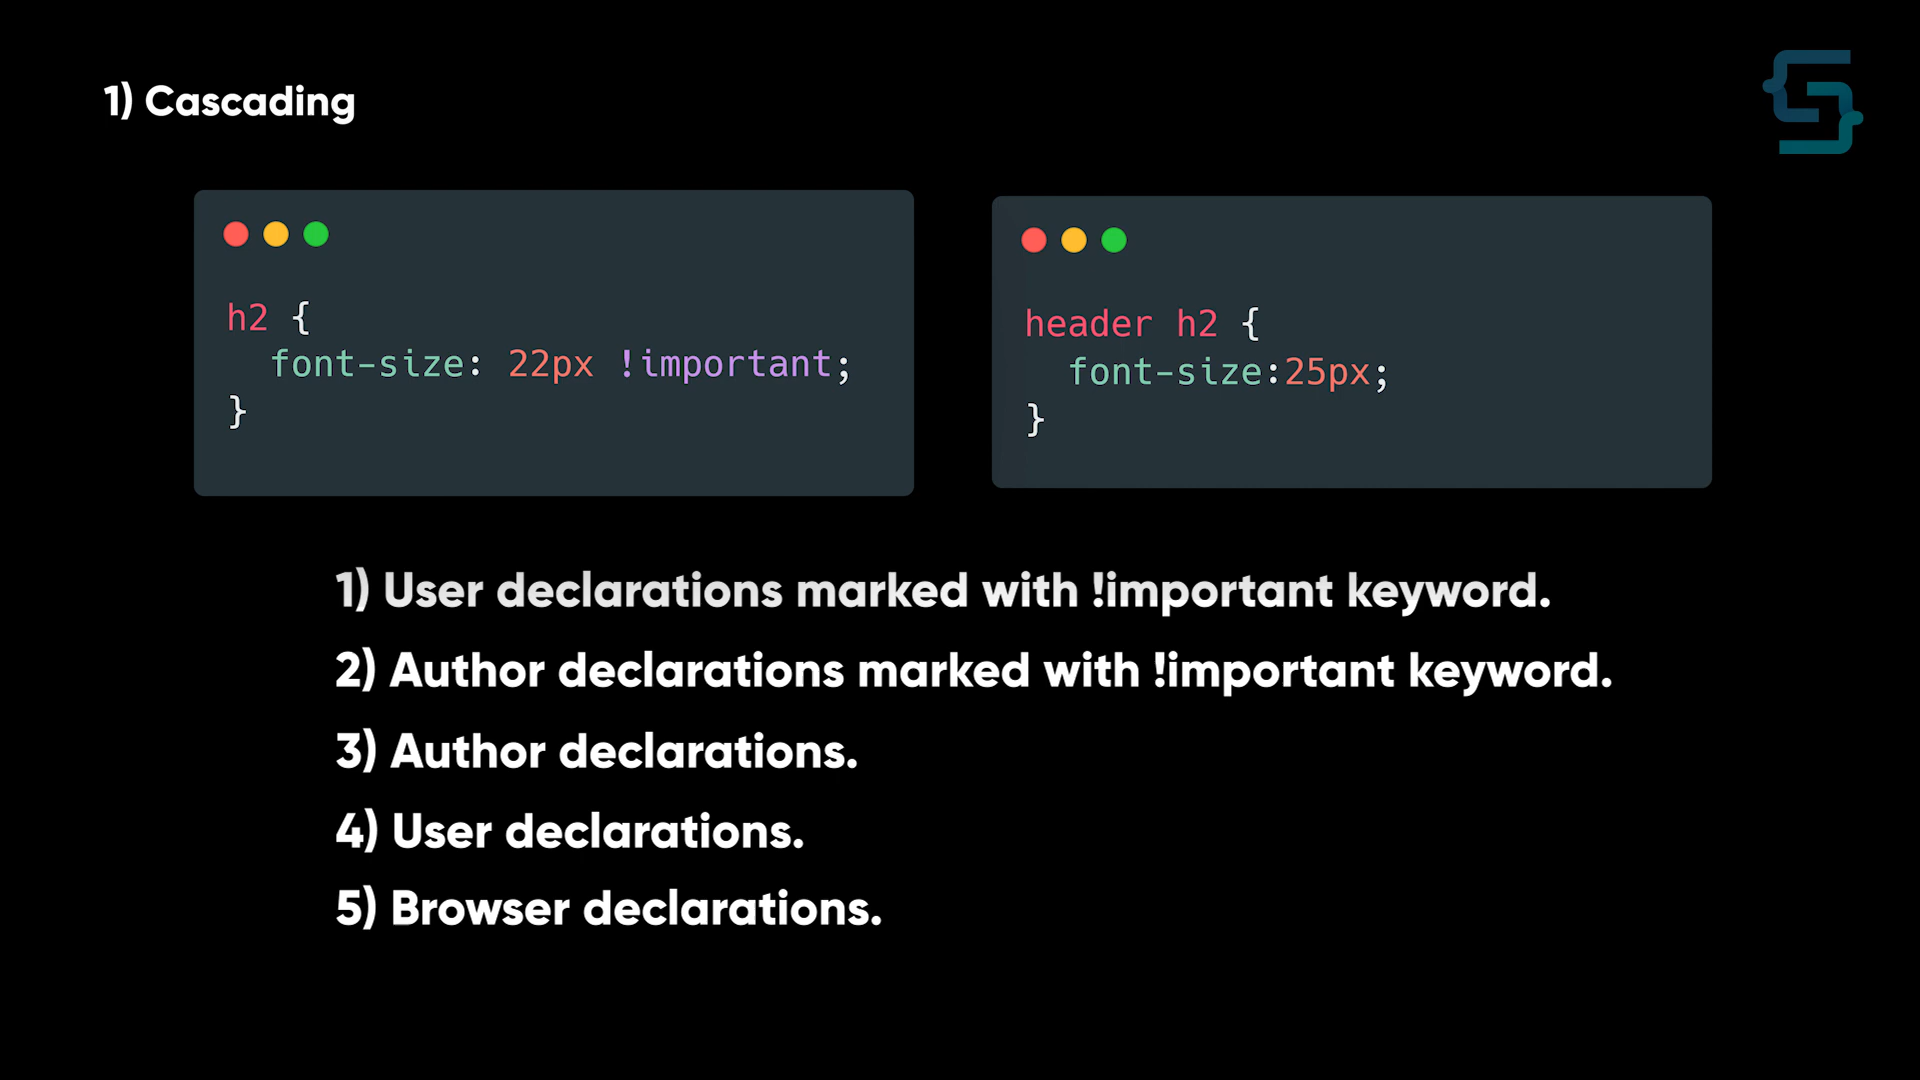 1) Cascading
h2 {
  font-size: 22px !important;
}
header h2 {
  font-size:25px;
}
1) User declarations marked with !important keyword.
2) Author declarations marked with !important keyword.
3) Author declarations.
4) User declarations.
5) Browser declarations.